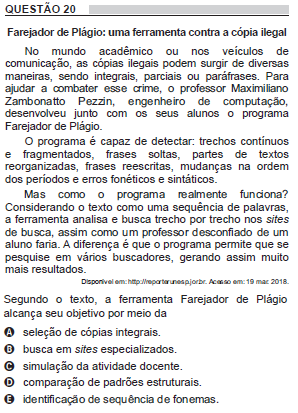 QUESTÃO 20
Farejador de Plágio: uma ferramenta contra a cópia ilegal
No mundo acadêmico ou nos veículos de
comunicação, as cópias ilegais podem surgir de diversas
maneiras, sendo integrais, parciais ou paráfrases. Para
ajudar a combater esse crime, o professor Maximiliano
Zambonatto Pezzin, engenheiro de computação,
desenvolveu junto com os seus alunos o programa
Farejador de Plágio.
O programa é capaz de detectar: trechos contínuos
e fragmentados, frases soltas, partes de textos
reorganizadas, frases reescritas, mudanças na ordem
dos períodos e erros fonéticos e sintáticos.
Mas como o programa realmente funciona?
Considerando o texto como uma sequência de palavras,
a ferramenta analisa e busca trecho por trecho nos sites
de busca, assim como um professor desconfiado de um
aluno faria. A diferença é que o programa permite que se
pesquise em vários buscadores, gerando assim muito
mais resultados.
Disponível em: http://reporterunesp.jor.br. Acesso em: 19 mar. 2018.
Segundo o texto, a ferramenta Farejador de Plágio
alcança seu objetivo por meio da
A seleção de cópias integrais.
B busca em sites especializados.
C simulação da atividade docente.
D comparação de padrões estruturais.
E identificação de sequência de fonemas.